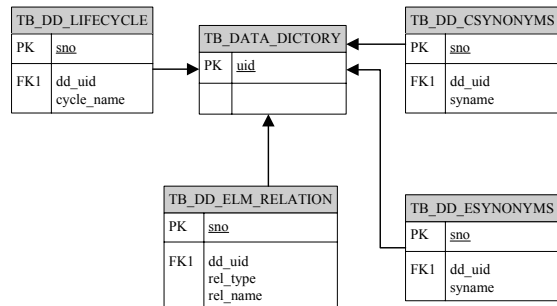 TB_DD_LIFECYCLE
PK sno
FK1 dd_uid
cycle_name
TB_DATA_DICTORY
PK uid
TB_DD_CSYNONYMS
PK sno
FK1 dd_uid
syname
TB_DD_ELM_RELATION
PK sno
FK1 dd_uid
rel_type
rel_name
TB_DD_ESYNONYMS
PK sno
FK1 dd_uid
syname